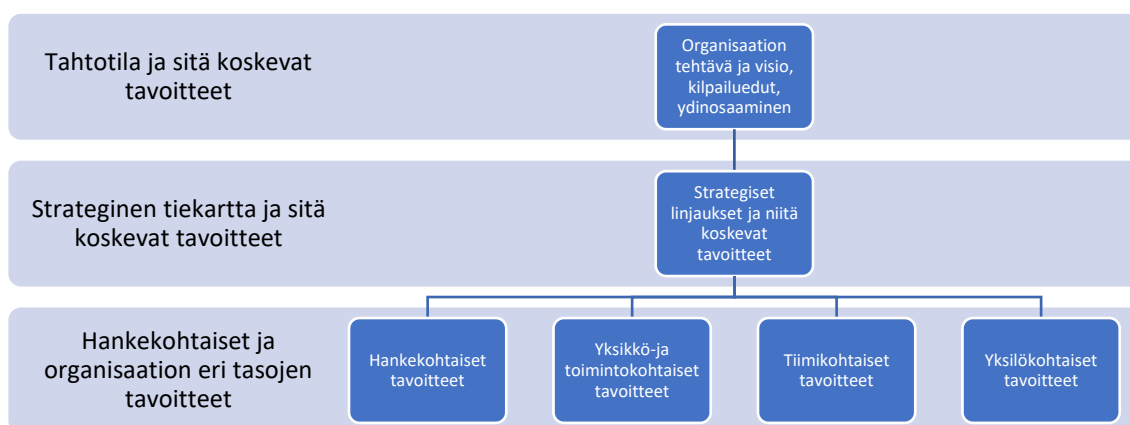 Tahtotila ja sitä koskevat
tavoitteet
Organisaation
tehtävä ja visio,
kilpailuedut,
ydinosaaminen
Strateginen tiekartta ja sitä
koskevat tavoitteet
Strategiset
linjaukset ja niitä
koskevat
tavoitteet
Hankekohtaiset ja
organisaation eri tasojen
tavoitteet
Hankekohtaiset
tavoitteet
Yksikkö-ja
toimintokohtaiset
tavoitteet
Tiimikohtaiset
tavoitteet
Yksilökohtaiset
tavoitteet